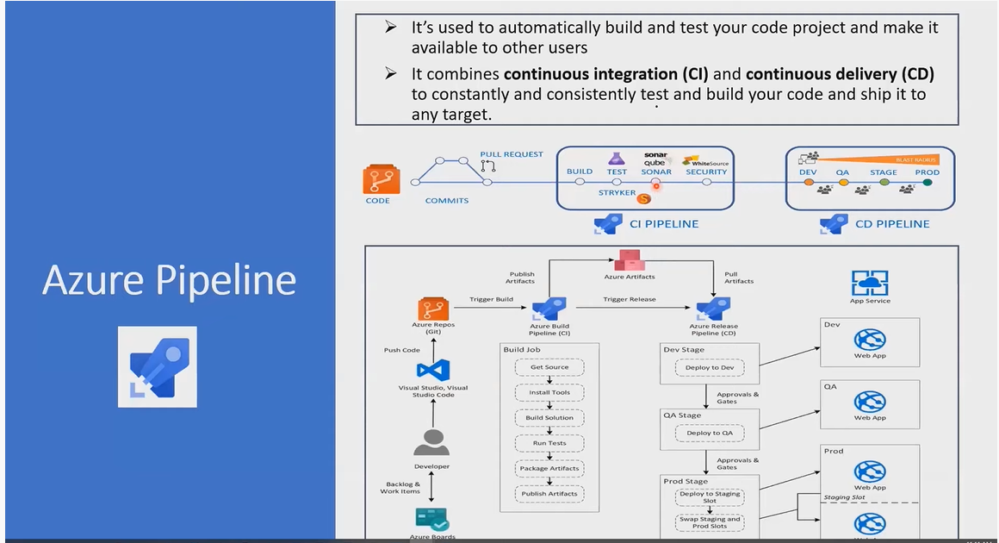 It’s used to automatically build and test your code project and make it
available to other users
It combines continuous integration (CI) and continuous delivery (CD)
to constantly and consistently test and build your code and ship it to
any target.
Azure Pipeline
CODE
COMMITS
PULL REQUEST
BUILD
TEST
sonar
qube
SONAR
WhiteSource
SECURITY
STRYKER
S
CI PIPELINE
BLAST RADIUS
DEV
QA
STAGE
PROD
CD PIPELINE
Publish
Artifacts
Azure Artifacts
Pull
Artifacts
Trigger Build
Trigger Release
App Service
Azure Repos
(Git)
Azure Build
Pipeline (CI)
Azure Release
Pipeline (CD)
Push Code
Visual Studio, Visual
Studio Code
Developer
Backlog &
Work Items
Azure Boards
Build Job
Get Source
Install Tools
Build Solution
Run Tests
Package Artifacts
Publish Artifacts
Dev Stage
Deploy to Dev
Approvals &
Gates
QA Stage
Deploy to QA
Approvals &
Gates
Prod Stage
Deploy to Staging
Slot
Swap Staging and
Prod Slots
Dev
Web App
QA
Web App
Prod
Web App
Staging Slot